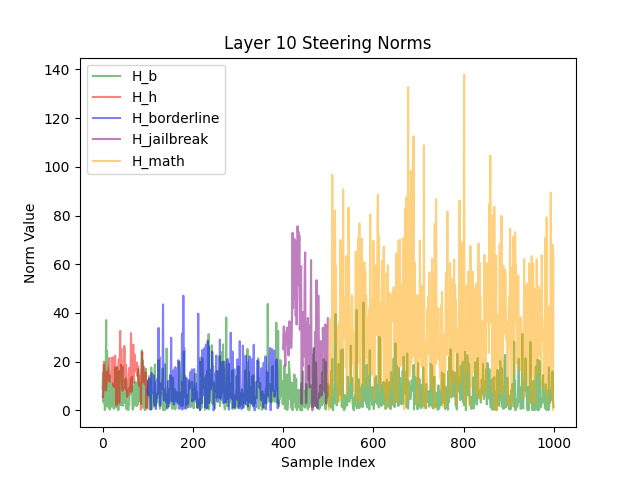 Layer 10 Steering Norms
H_b
H_h
H_borderline
H_jailbreak
H_math
Norm Value
140
120
100
80
60
40
20
0
0
200
400
600
800
1000
Sample Index